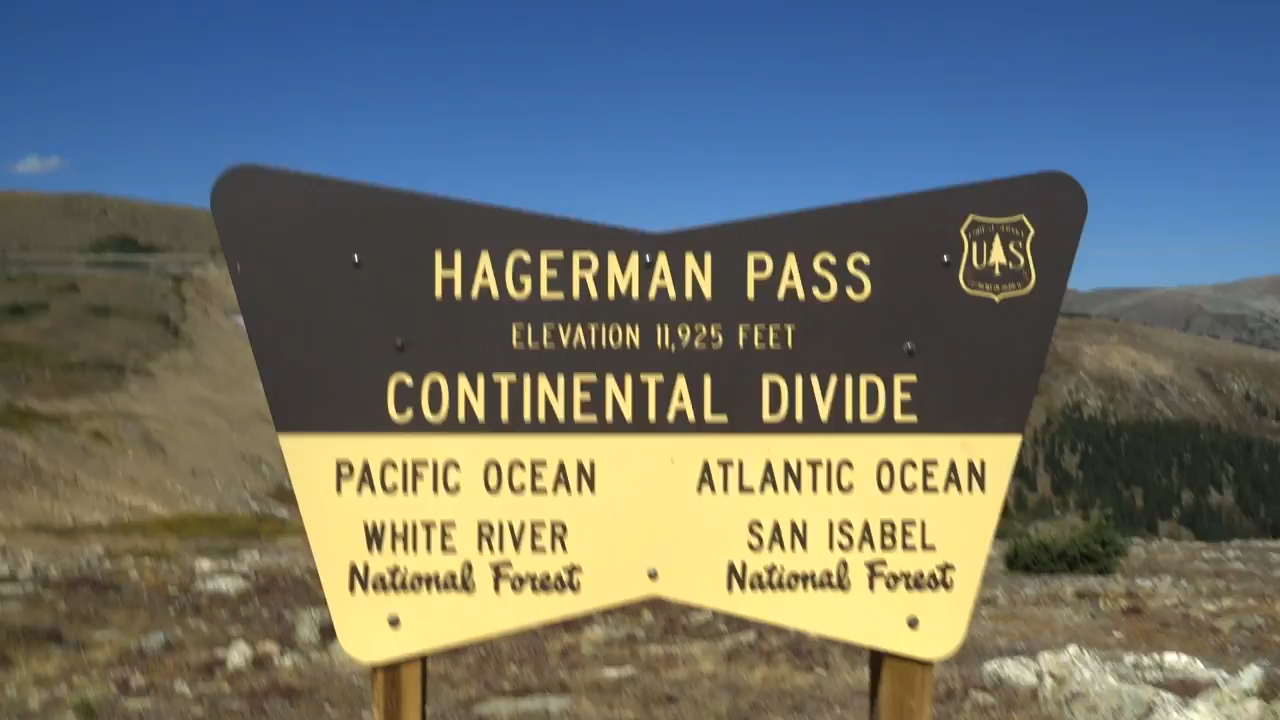 HAGERMAN PASS
ELEVATION 11,925 FEET
CONTINENTAL DIVIDE
PACIFIC OCEAN
WHITE RIVER
National Forest
ATLANTIC OCEAN
SAN ISABEL
National Forest
US